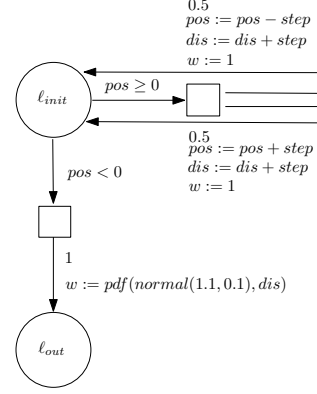 0.5
pos := pos − step
dis := dis + step
w := 1
ℓinit
pos ≥ 0
0.5
pos := pos + step
dis := dis + step
w := 1
pos < 0
1
w := pdf(normal(1.1, 0.1), dis)
ℓout